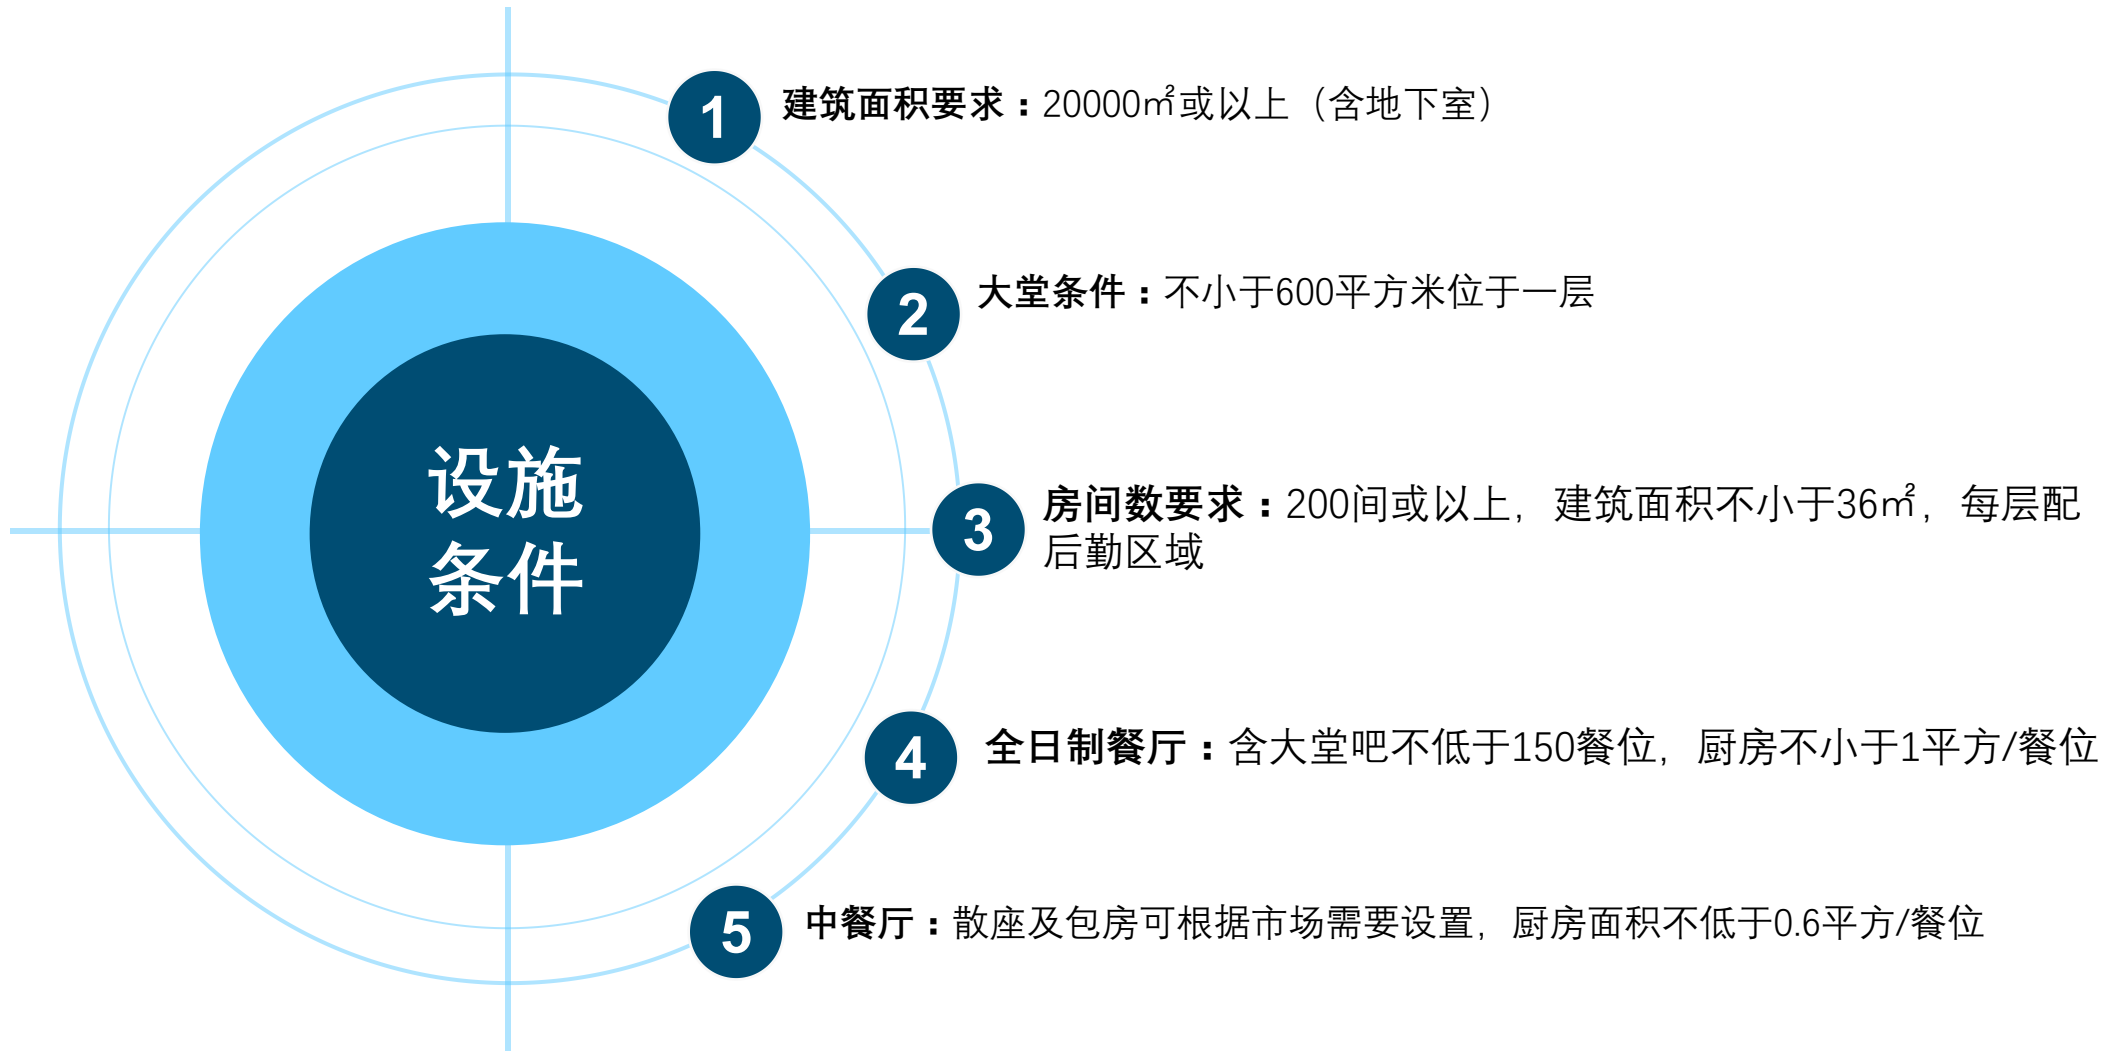 设施
条件
1
建筑面积要求：20000㎡或以上（含地下室）
2
大堂条件：不小于600平方米位于一层
3
房间数要求：200间或以上，建筑面积不小于36㎡，每层配
后勤区域
4
全日制餐厅：含大堂吧不低于150餐位，厨房不小于1平方/餐位
5
中餐厅：散座及包房可根据市场需要设置，厨房面积不低于0.6平方/餐位